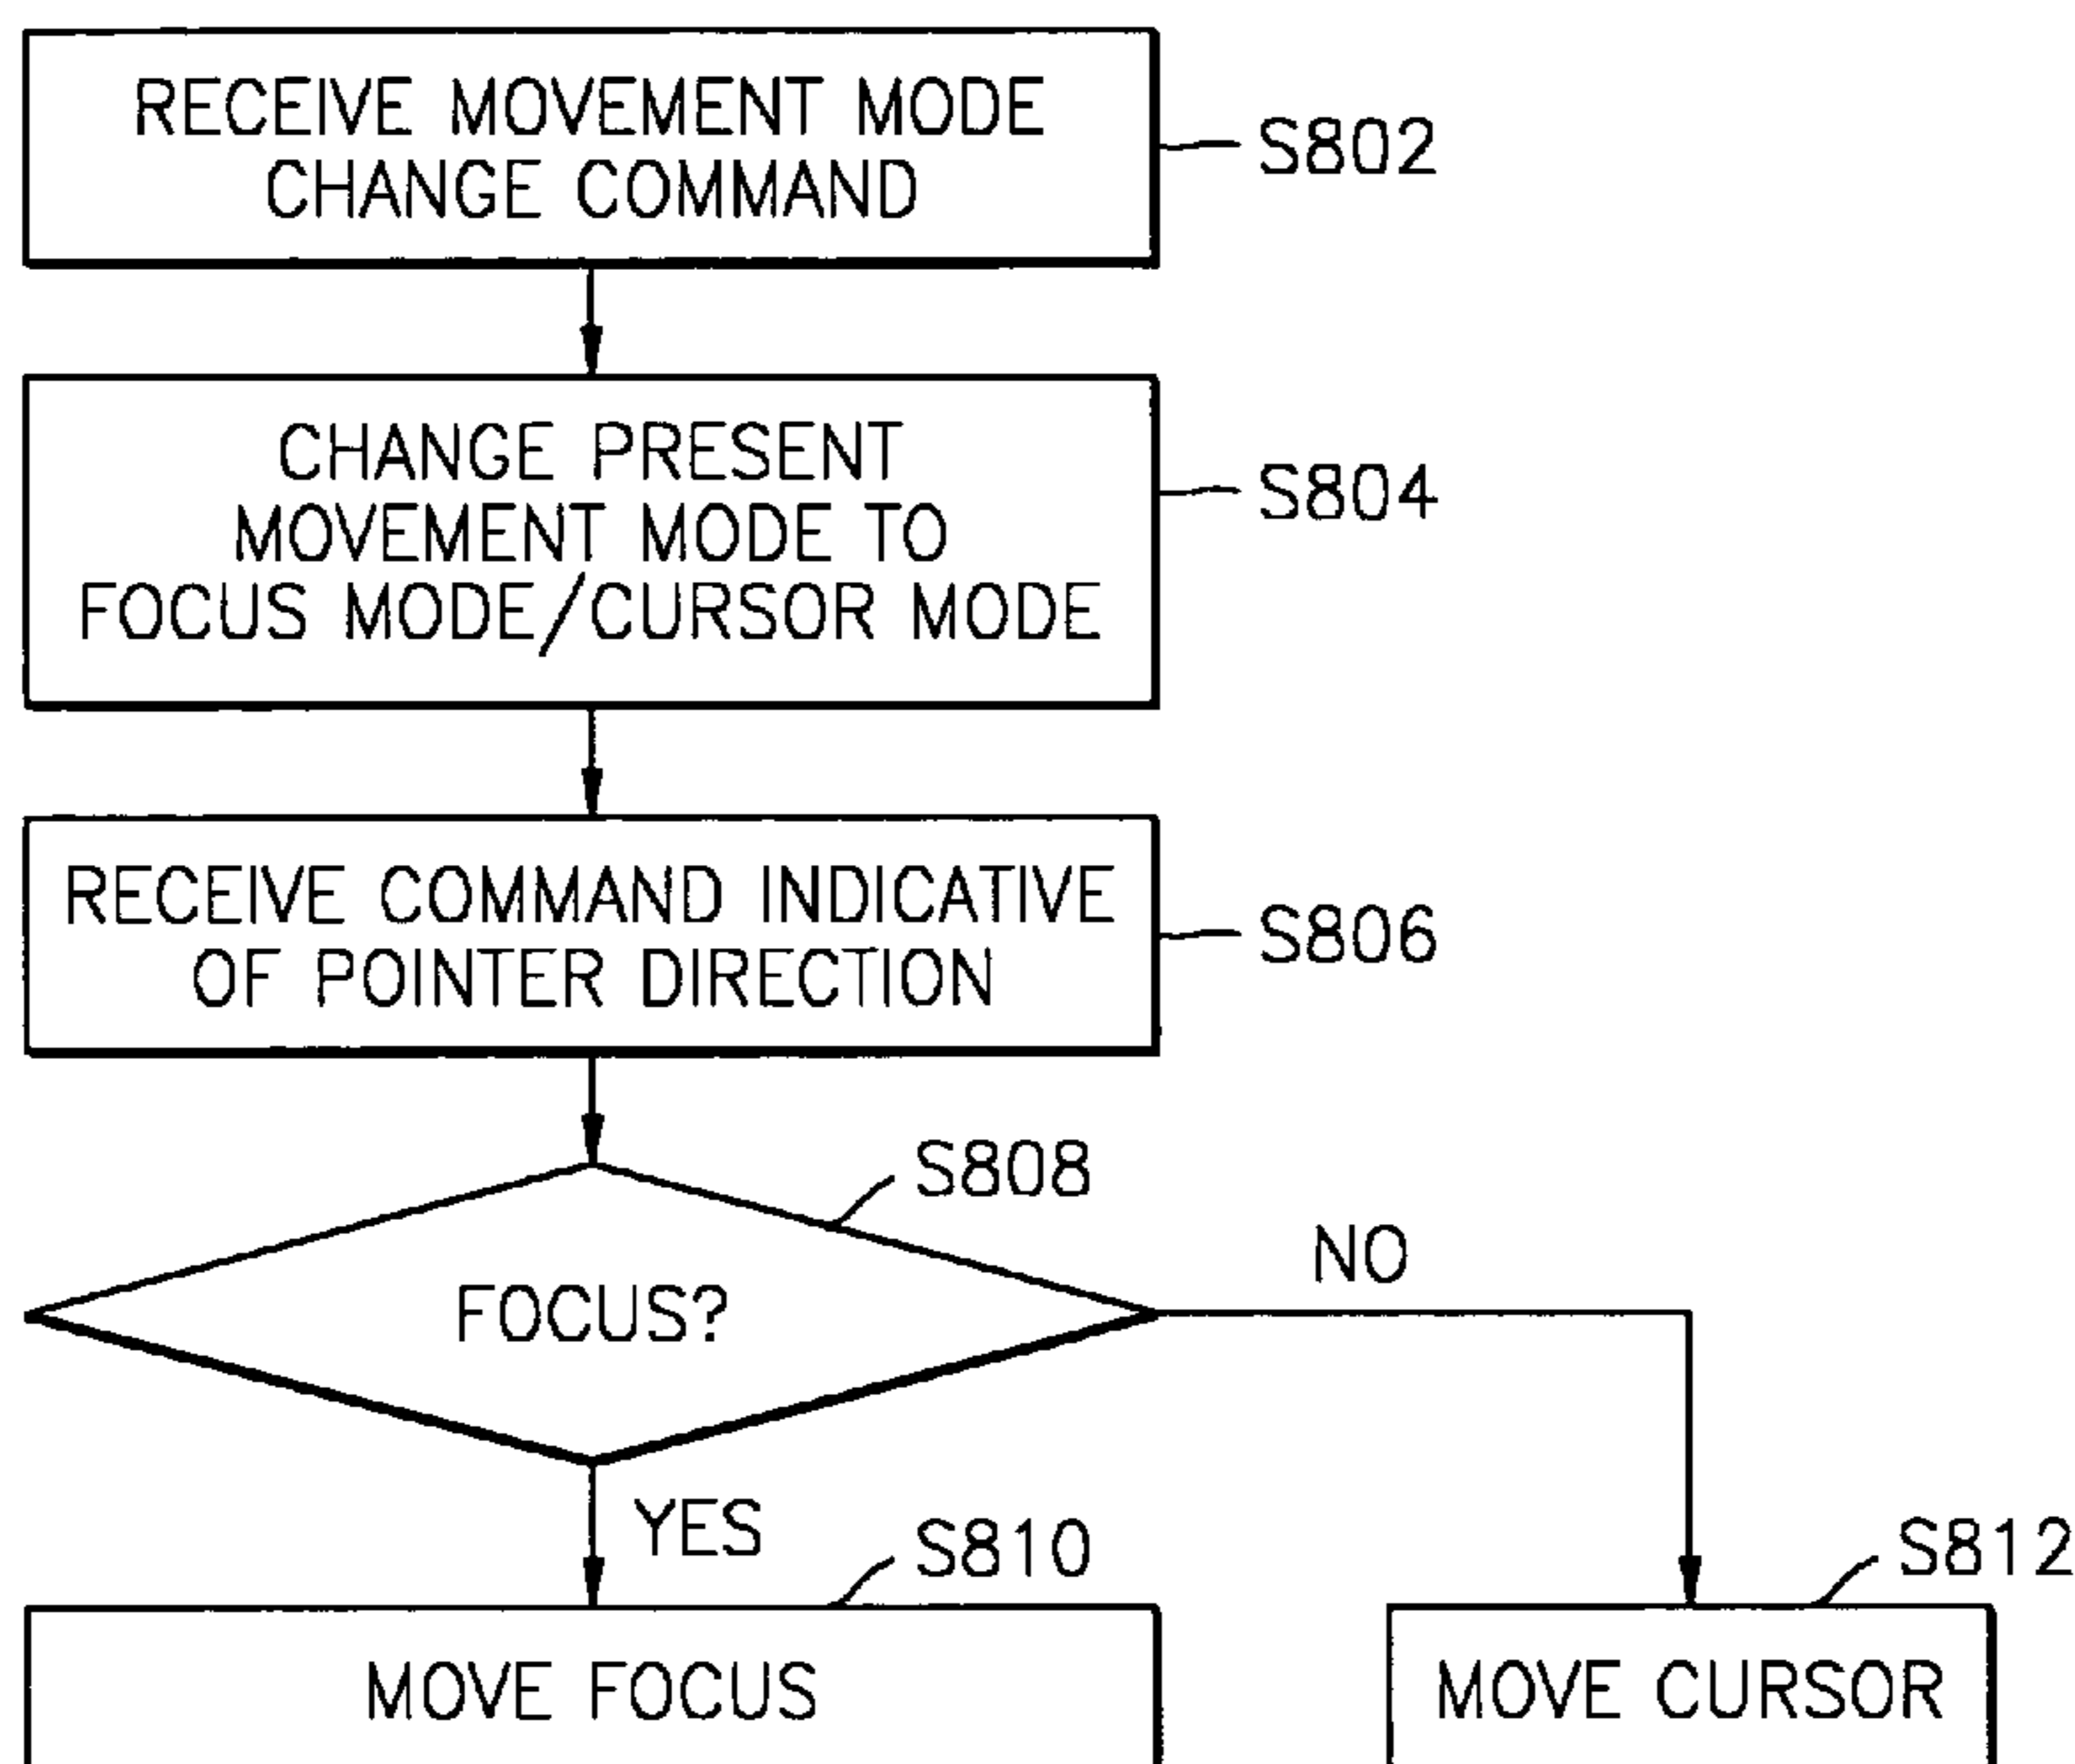 RECEIVE MOVEMENT MODE
CHANGE COMMAND
S802
CHANGE PRESENT
MOVEMENT MODE TO
FOCUS MODE/CURSOR MODE
S804
RECEIVE COMMAND INDICATIVE
OF POINTER DIRECTION
S806
S808
FOCUS?
NO
YES
S810
MOVE FOCUS
S812
MOVE CURSOR